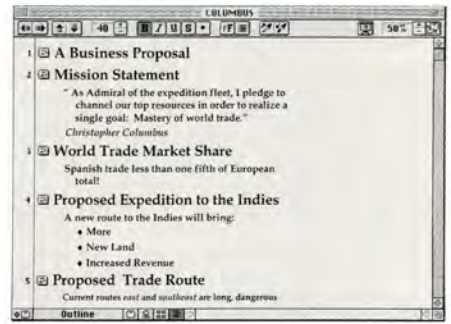 COLUMBUS
40 B I U S 50%
1 A Business Proposal
2 Mission Statement
" As Admiral of the expedition fleet, I pledge to
channel our top resources in order to realize a
single goal: Mastery of world trade."
Christopher Columbus
3 World Trade Market Share
Spanish trade less than one fifth of European
total!
4 Proposed Expedition to the Indies
A new route to the Indies will bring:
♦ More
♦ New Land
♦ Increased Revenue
5 Proposed Trade Route
Current routes east and southeast are long, dangerous
Outline